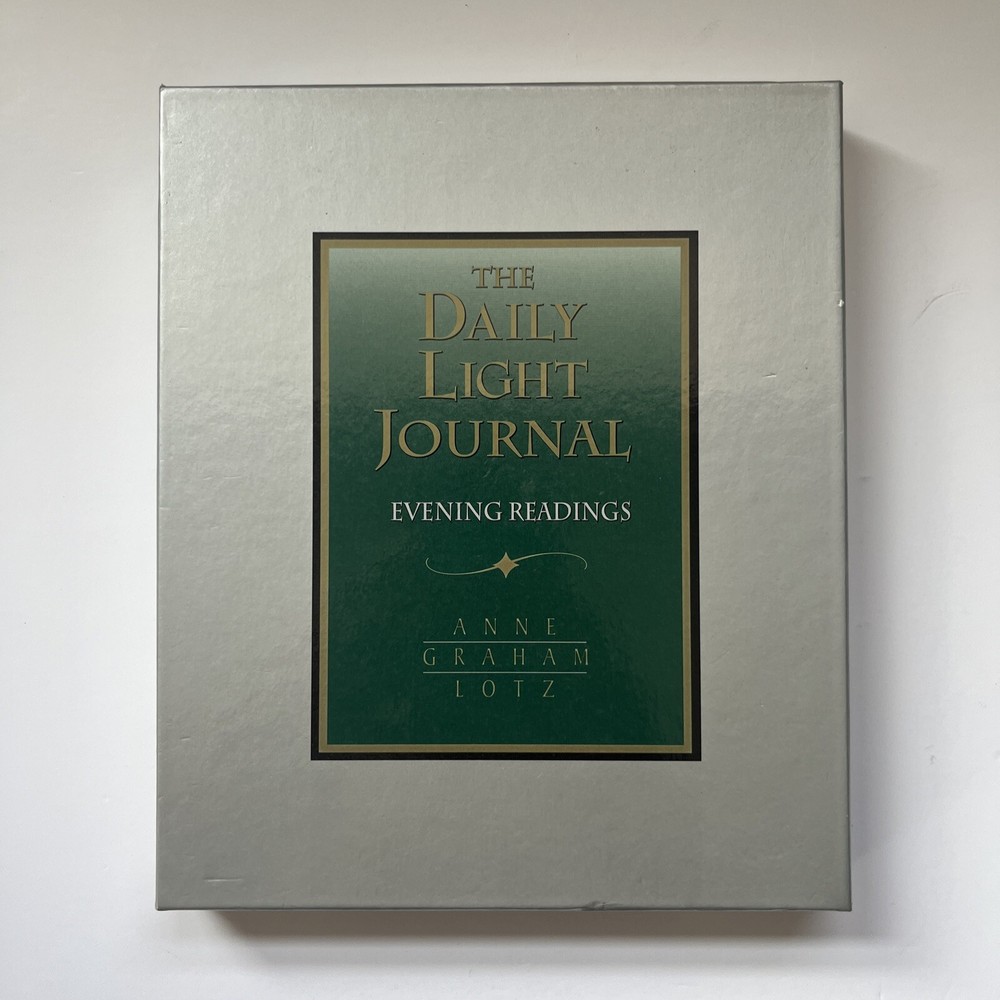 THE
DAILY
LIGHT
JOURNAL
EVENING READINGS
ANNE
GRAHAM
LOTZ